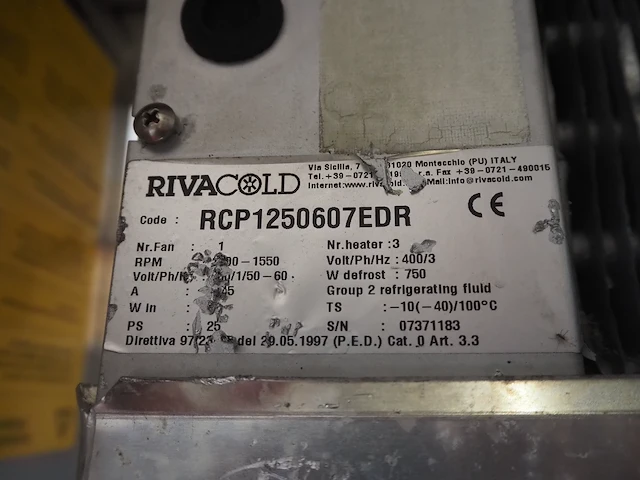 RIVACOLD
Via Sicilia, 7 Montecchio (PU) ITALY
Tel. +39-0721 Fax +39-0721-490015
Internet:www.rivacold. Mail:info@rivacold.com
Code : RCP1250607EDR
CE
Nr.Fan : 1
RPM -1550
Volt/Ph/Hz /1/50-60
A
W in :
PS : 25
Nr.heater : 3
Volt/Ph/Hz : 400/3
W defrost : 750
Group 2 refrigerating fluid
TS :-10(-40)/100°C
S/N : 07371183
Direttiva 97/23 del 29.05.1997 (P.E.D.) Cat. 0 Art. 3.3